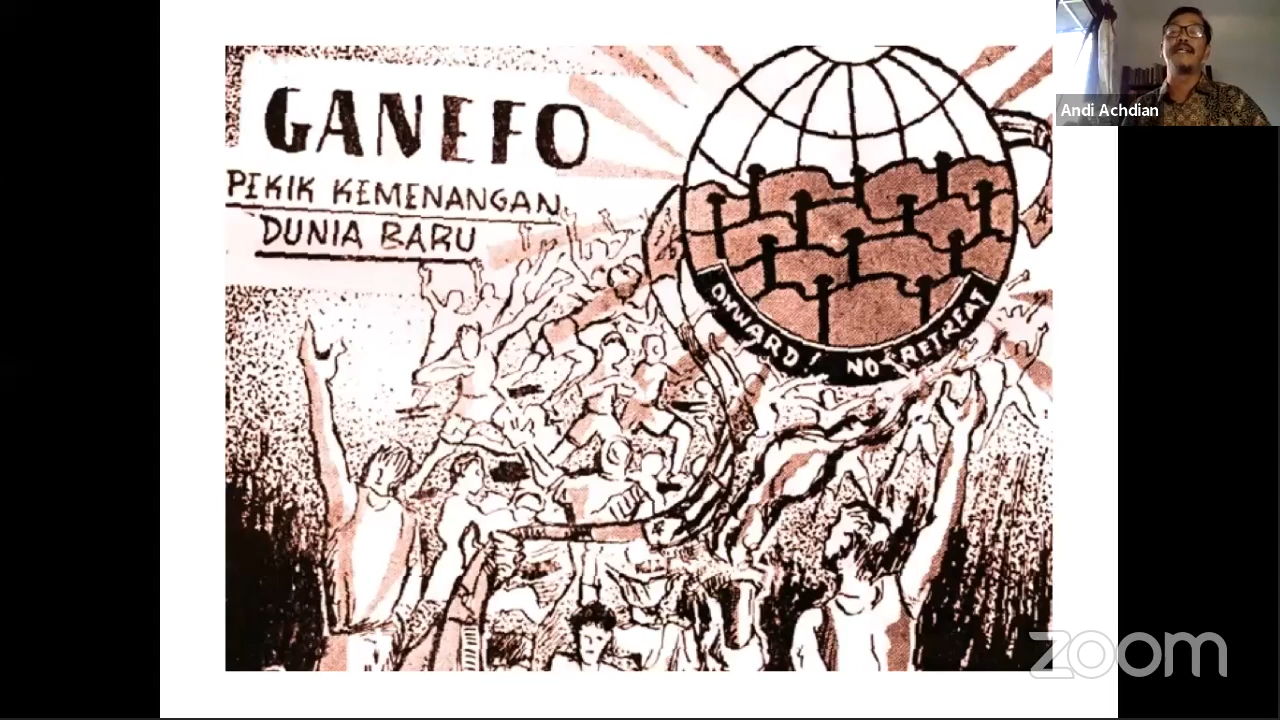 GANEFO
PIKIK KEMENANGAN
DUNIA BARU
ONWARD! NO RETREAT
Andi Achdian
zoom